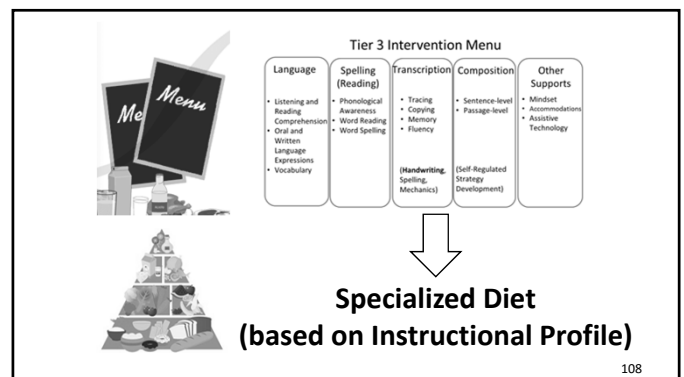 Menu
Me
Tier 3 Intervention Menu
Language
• Listening and
Reading
Comprehension
• Oral and
Written
Language
Expressions
• Vocabulary
Spelling
(Reading)
• Phonological
Awareness
• Word Reading
• Word Spelling
Transcription
• Tracing
• Copying
• Memory
• Fluency
(Handwriting,
Spelling,
Mechanics)
Composition
• Sentence-level
• Passage-level
(Self-Regulated
Strategy
Development)
Other
Supports
• Mindset
• Accommodations
• Assistive
Technology
Specialized Diet
(based on Instructional Profile)
108